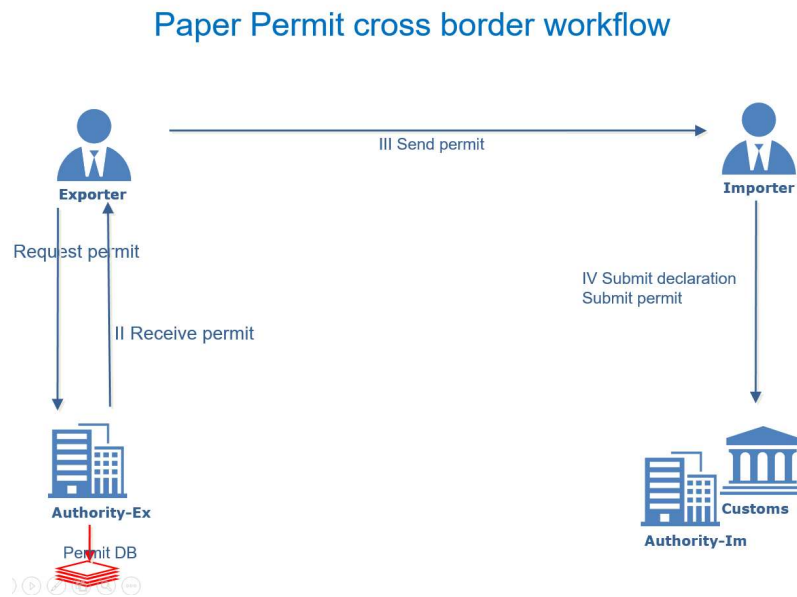 Paper Permit cross border workflow
III Send permit
Exporter
Importer
Request permit
IV Submit declaration
Submit permit
II Receive permit
Authority-Ex
Customs
Authority-Im
Permit DB